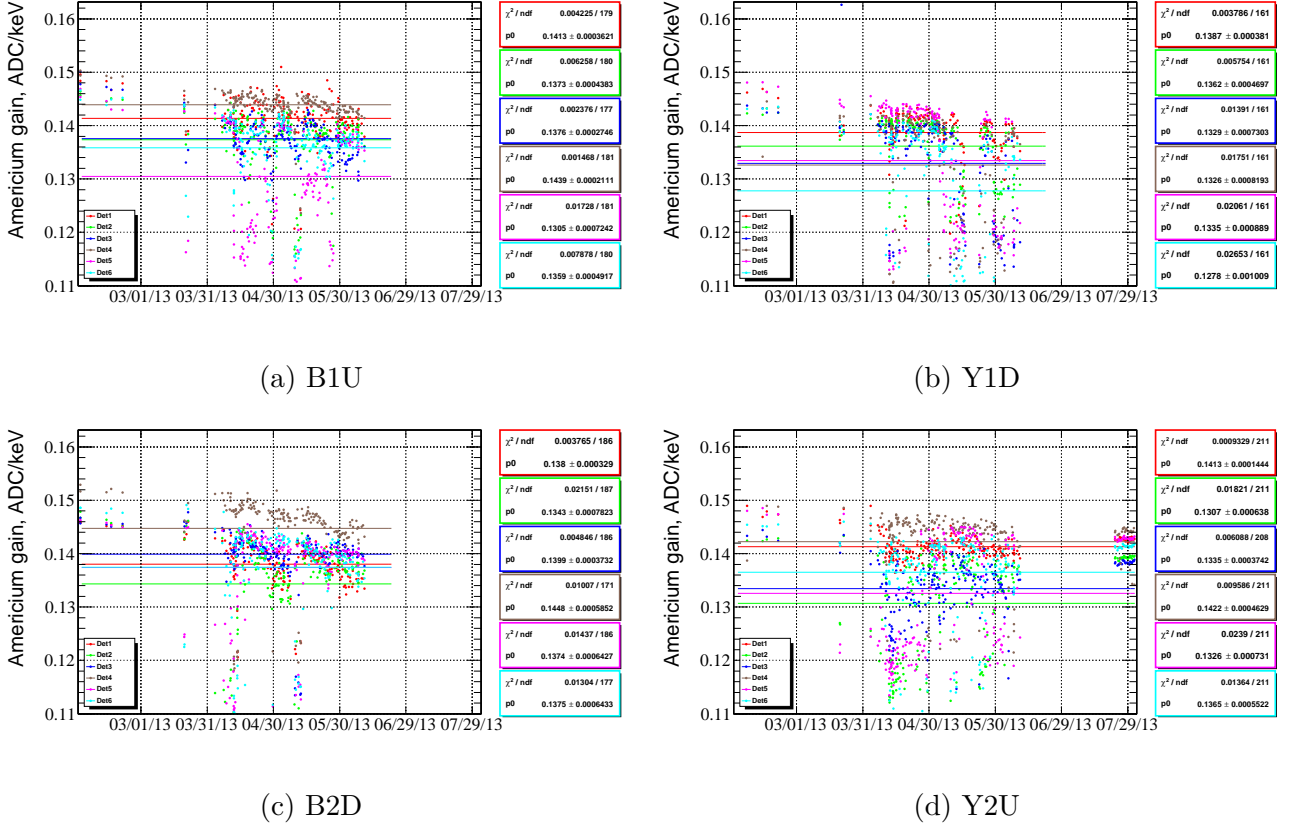 Americium gain, ADC/keV
0.16
0.15
0.14
0.13
0.12
0.11
03/01/13 03/31/13 04/30/13 05/30/13 06/29/13 07/29/13
Det1
Det2
Det3
Det4
Det5
Det6
χ² / ndf 0.004225 / 179
p0 0.1413 ± 0.0003621
χ² / ndf 0.006258 / 180
p0 0.1373 ± 0.0004383
χ² / ndf 0.002376 / 177
p0 0.1376 ± 0.0002746
χ² / ndf 0.001468 / 181
p0 0.1439 ± 0.0002111
χ² / ndf 0.01728 / 181
p0 0.1305 ± 0.0007242
χ² / ndf 0.007878 / 180
p0 0.1359 ± 0.0004917
(a) B1U
Americium gain, ADC/keV
0.16
0.15
0.14
0.13
0.12
0.11
03/01/13 03/31/13 04/30/13 05/30/13 06/29/13 07/29/13
Det1
Det2
Det3
Det4
Det5
Det6
χ² / ndf 0.003786 / 161
p0 0.1387 ± 0.000381
χ² / ndf 0.005754 / 161
p0 0.1362 ± 0.0004697
χ² / ndf 0.01391 / 161
p0 0.1329 ± 0.0007303
χ² / ndf 0.01751 / 161
p0 0.1326 ± 0.0008193
χ² / ndf 0.02061 / 161
p0 0.1335 ± 0.000889
χ² / ndf 0.02653 / 161
p0 0.1278 ± 0.001009
(b) Y1D
Americium gain, ADC/keV
0.16
0.15
0.14
0.13
0.12
0.11
03/01/13 03/31/13 04/30/13 05/30/13 06/29/13 07/29/13
Det1
Det2
Det3
Det4
Det5
Det6
χ² / ndf 0.003765 / 186
p0 0.138 ± 0.000329
χ² / ndf 0.02151 / 187
p0 0.1343 ± 0.0007823
χ² / ndf 0.004846 / 186
p0 0.1399 ± 0.0003732
χ² / ndf 0.01007 / 171
p0 0.1448 ± 0.0005852
χ² / ndf 0.01437 / 186
p0 0.1374 ± 0.0006427
χ² / ndf 0.01304 / 177
p0 0.1375 ± 0.0006433
(c) B2D
Americium gain, ADC/keV
0.16
0.15
0.14
0.13
0.12
0.11
03/01/13 03/31/13 04/30/13 05/30/13 06/29/13 07/29/13
Det1
Det2
Det3
Det4
Det5
Det6
χ² / ndf 0.0009329 / 211
p0 0.1413 ± 0.0001444
χ² / ndf 0.01821 / 211
p0 0.1307 ± 0.000638
χ² / ndf 0.006088 / 208
p0 0.1335 ± 0.0003742
χ² / ndf 0.009586 / 211
p0 0.1422 ± 0.0004629
χ² / ndf 0.0239 / 211
p0 0.1326 ± 0.000731
χ² / ndf 0.01364 / 211
p0 0.1365 ± 0.0005522
(d) Y2U